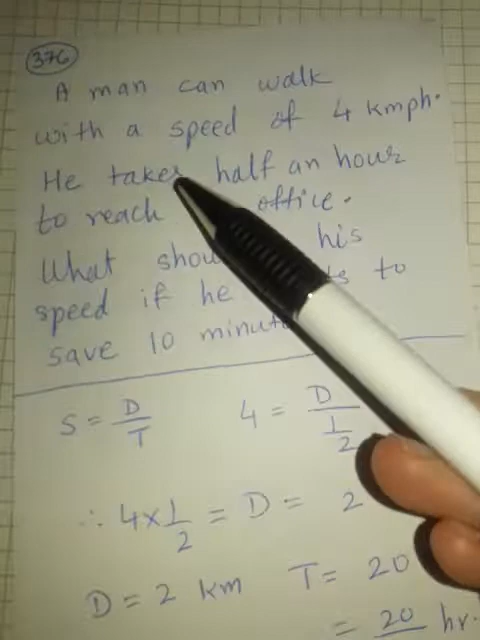 376
A man can walk
with a speed of 4 kmph.
He takes half an hour
to reach office.
What his
speed if he to
save 10
S = D/T 4 = D/(1/2)
∴ 4 × 1/2 = D = 2
D = 2 km T = 20
= 20 hr.